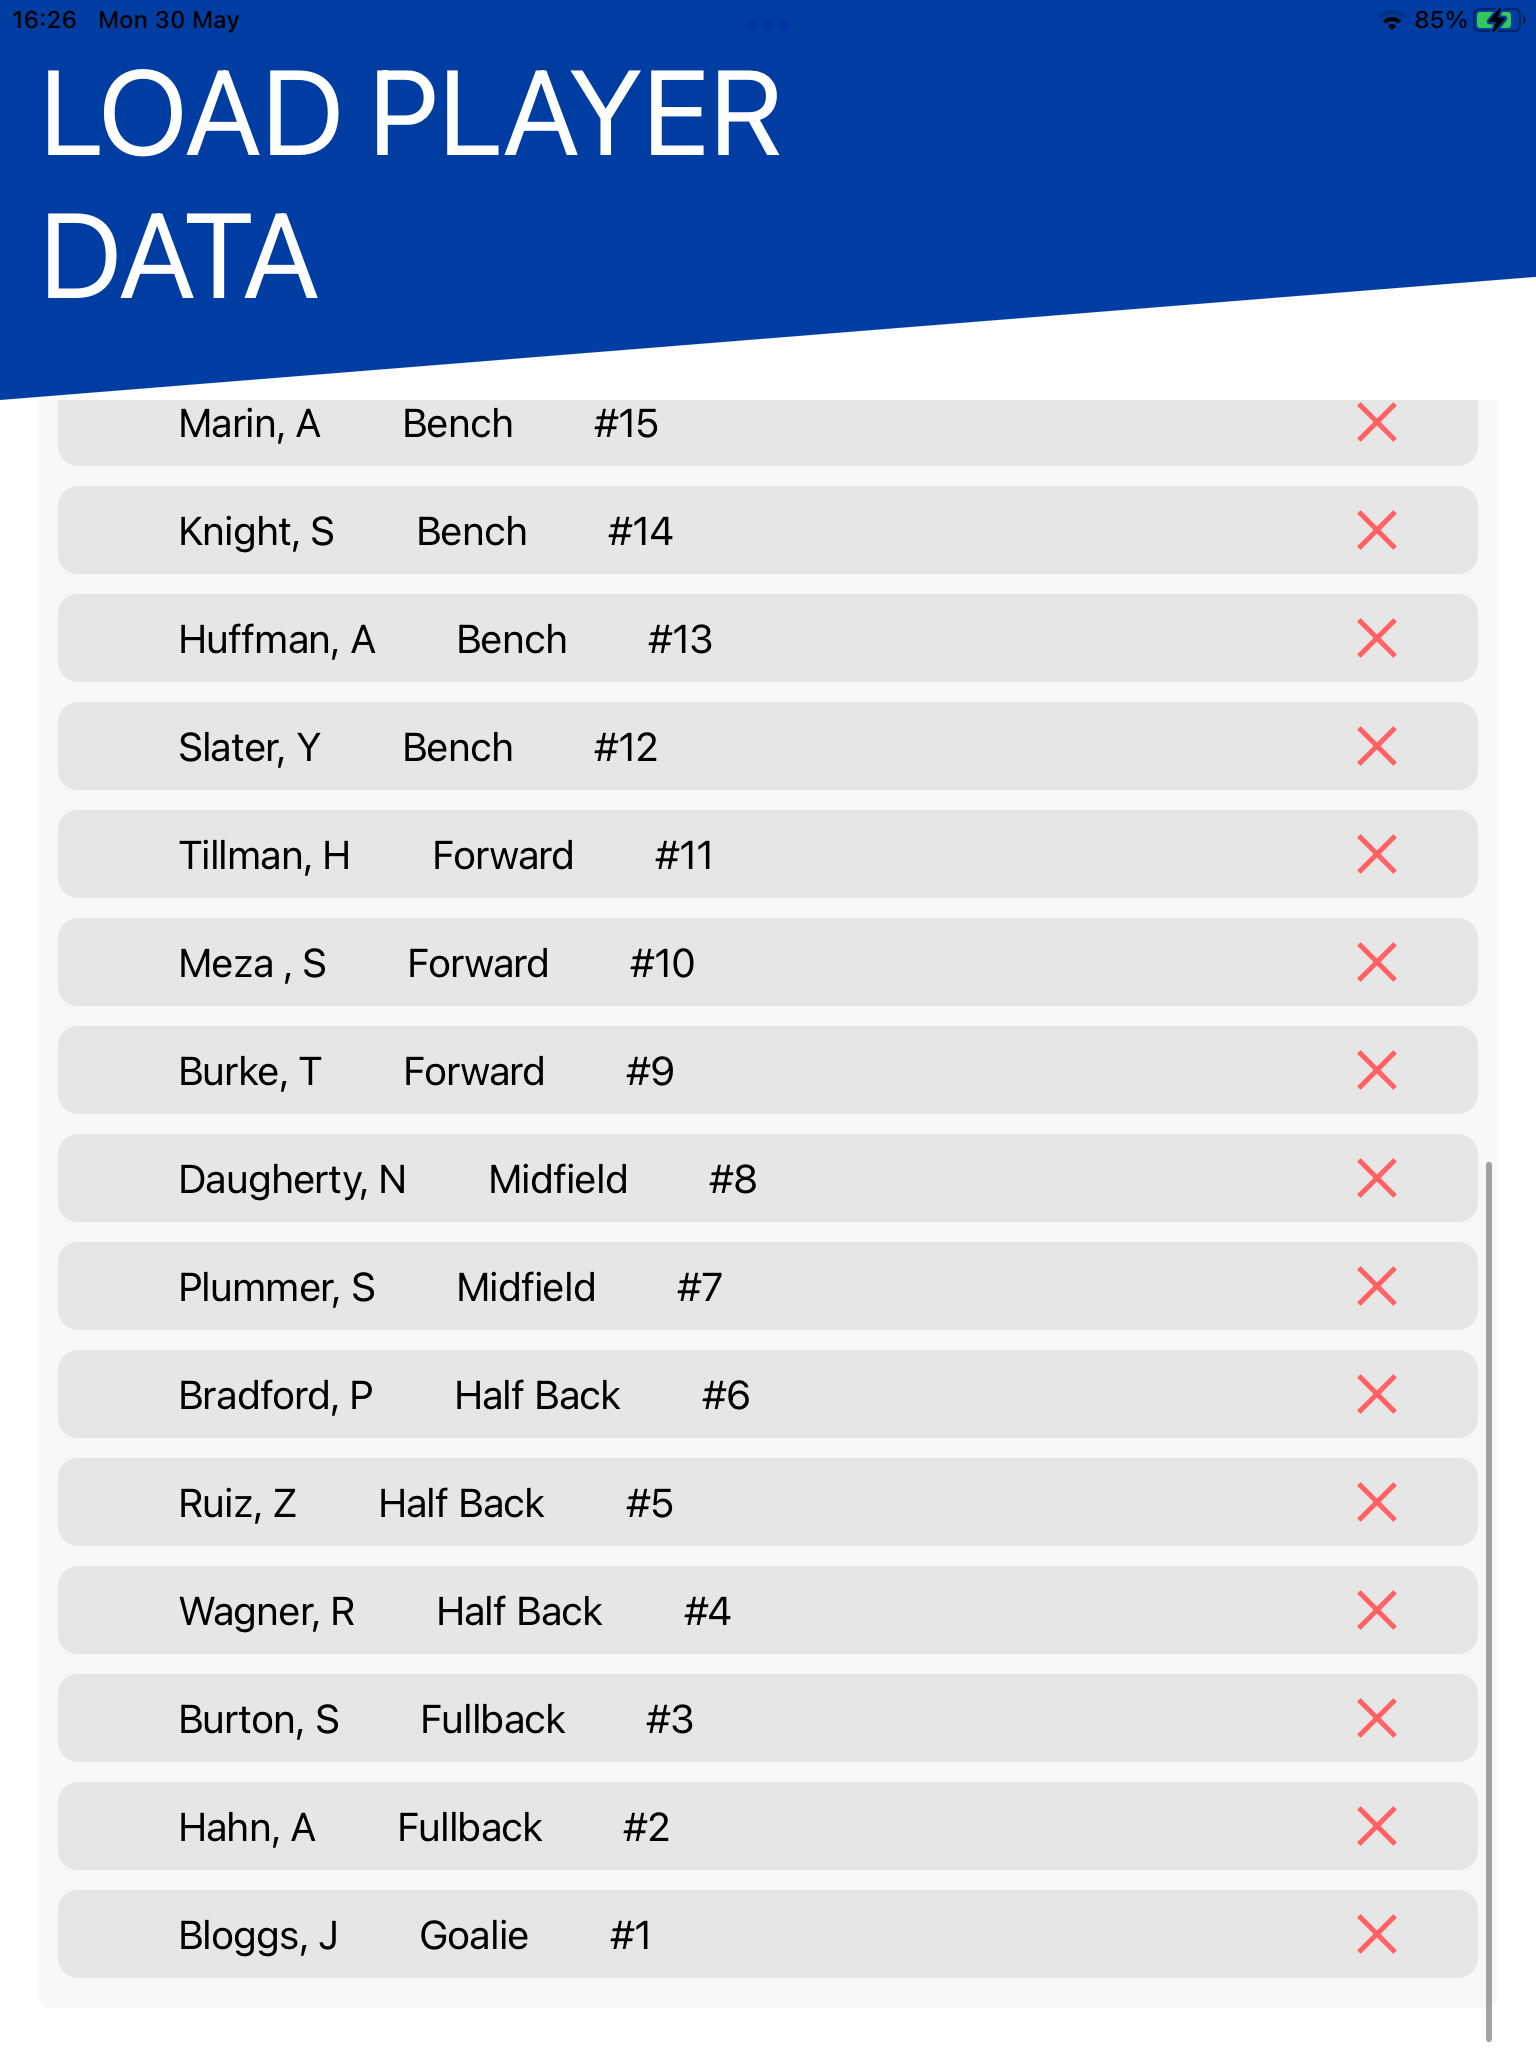 16:26 Mon 30 May 85%
LOAD PLAYER
DATA
Marin, A Bench #15
Knight, S Bench #14
Huffman, A Bench #13
Slater, Y Bench #12
Tillman, H Forward #11
Meza , S Forward #10
Burke, T Forward #9
Daugherty, N Midfield #8
Plummer, S Midfield #7
Bradford, P Half Back #6
Ruiz, Z Half Back #5
Wagner, R Half Back #4
Burton, S Fullback #3
Hahn, A Fullback #2
Bloggs, J Goalie #1